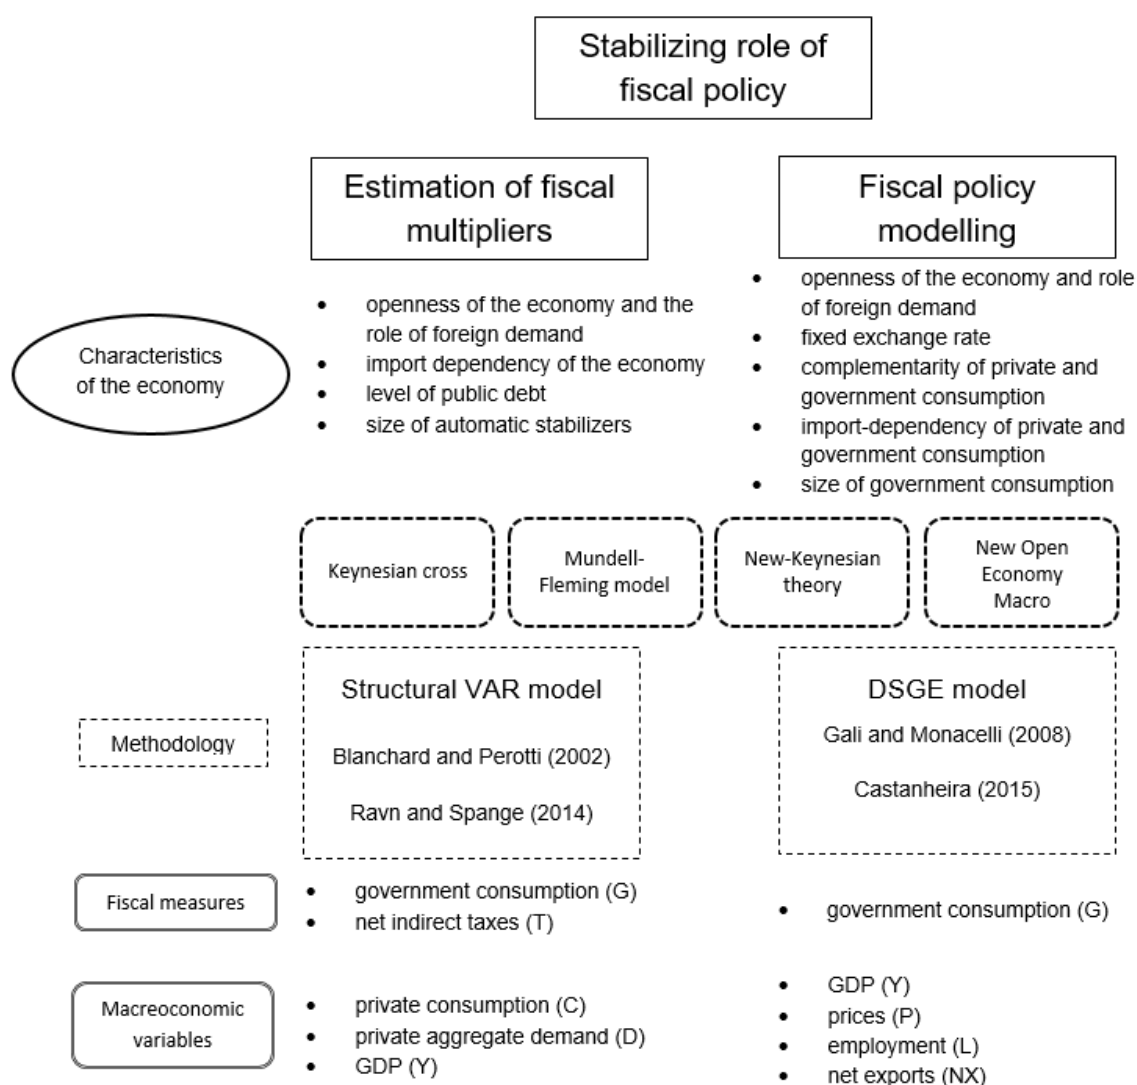 Stabilizing role of
fiscal policy
Estimation of fiscal
multipliers
Fiscal policy
modelling
Characteristics
of the economy
• openness of the economy and the
role of foreign demand
• import dependency of the economy
• level of public debt
• size of automatic stabilizers
• openness of the economy and role
of foreign demand
• fixed exchange rate
• complementarity of private and
government consumption
• import-dependency of private and
government consumption
• size of government consumption
Keynesian cross
Mundell-
Fleming model
New-Keynesian
theory
New Open
Economy
Macro
Methodology
Structural VAR model
Blanchard and Perotti (2002)
Ravn and Spange (2014)
DSGE model
Gali and Monacelli (2008)
Castanheira (2015)
Fiscal measures
• government consumption (G)
• net indirect taxes (T)
• government consumption (G)
Macreoconomic
variables
• private consumption (C)
• private aggregate demand (D)
• GDP (Y)
• GDP (Y)
• prices (P)
• employment (L)
• net exports (NX)